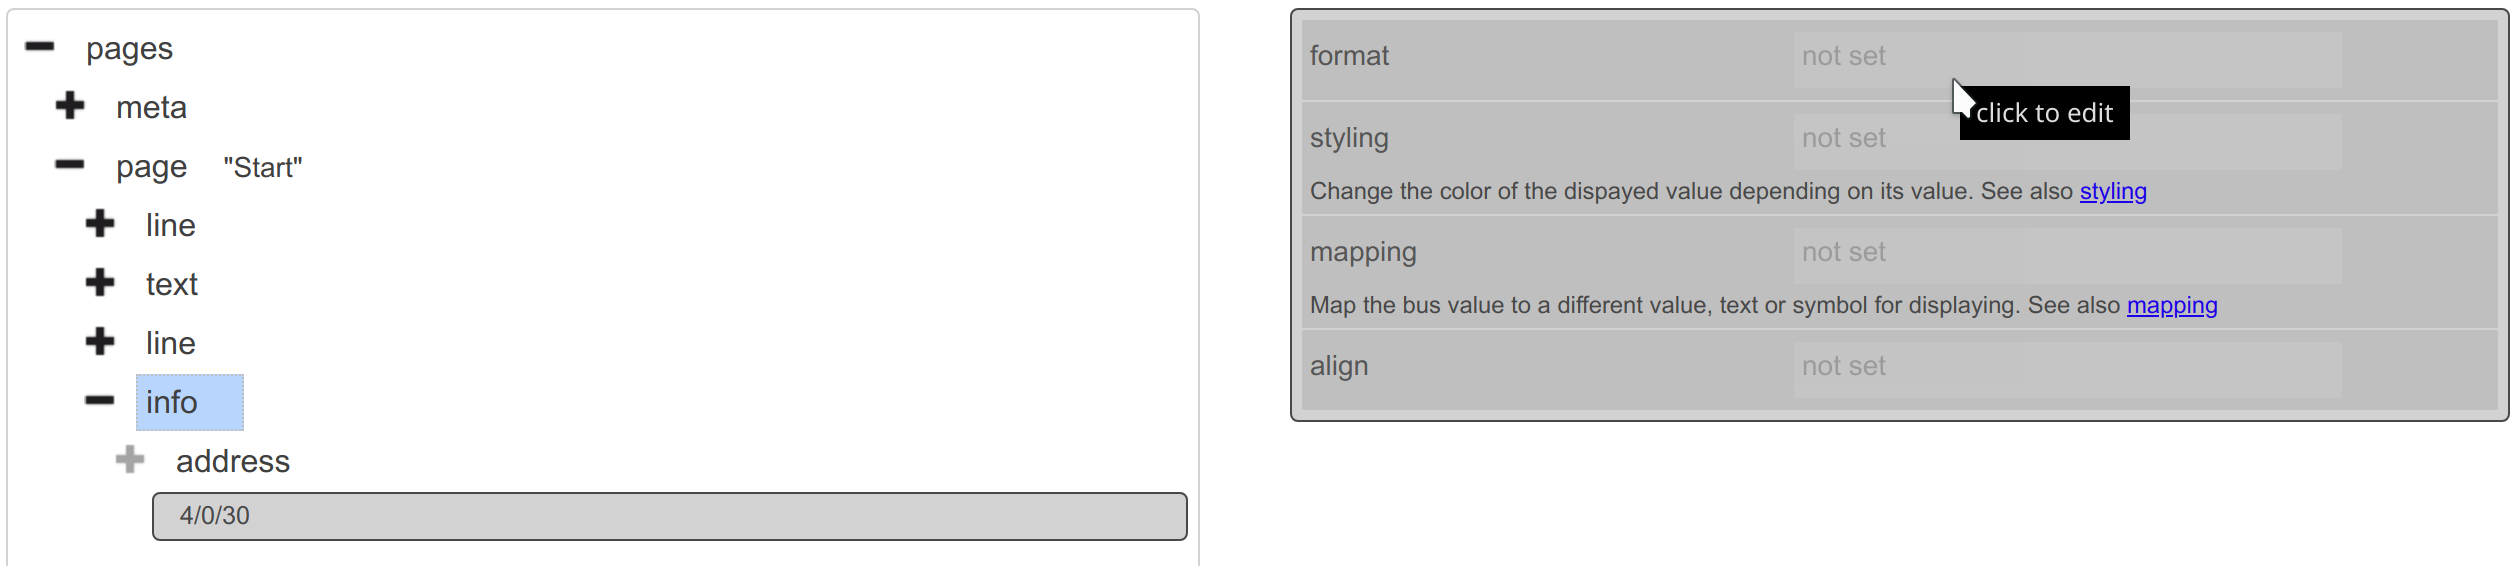 pages
meta
page "Start"
line
text
line
info
address
4/0/30
format not set
click to edit
styling not set
Change the color of the dispayed value depending on its value. See also styling
mapping not set
Map the bus value to a different value, text or symbol for displaying. See also mapping
align not set